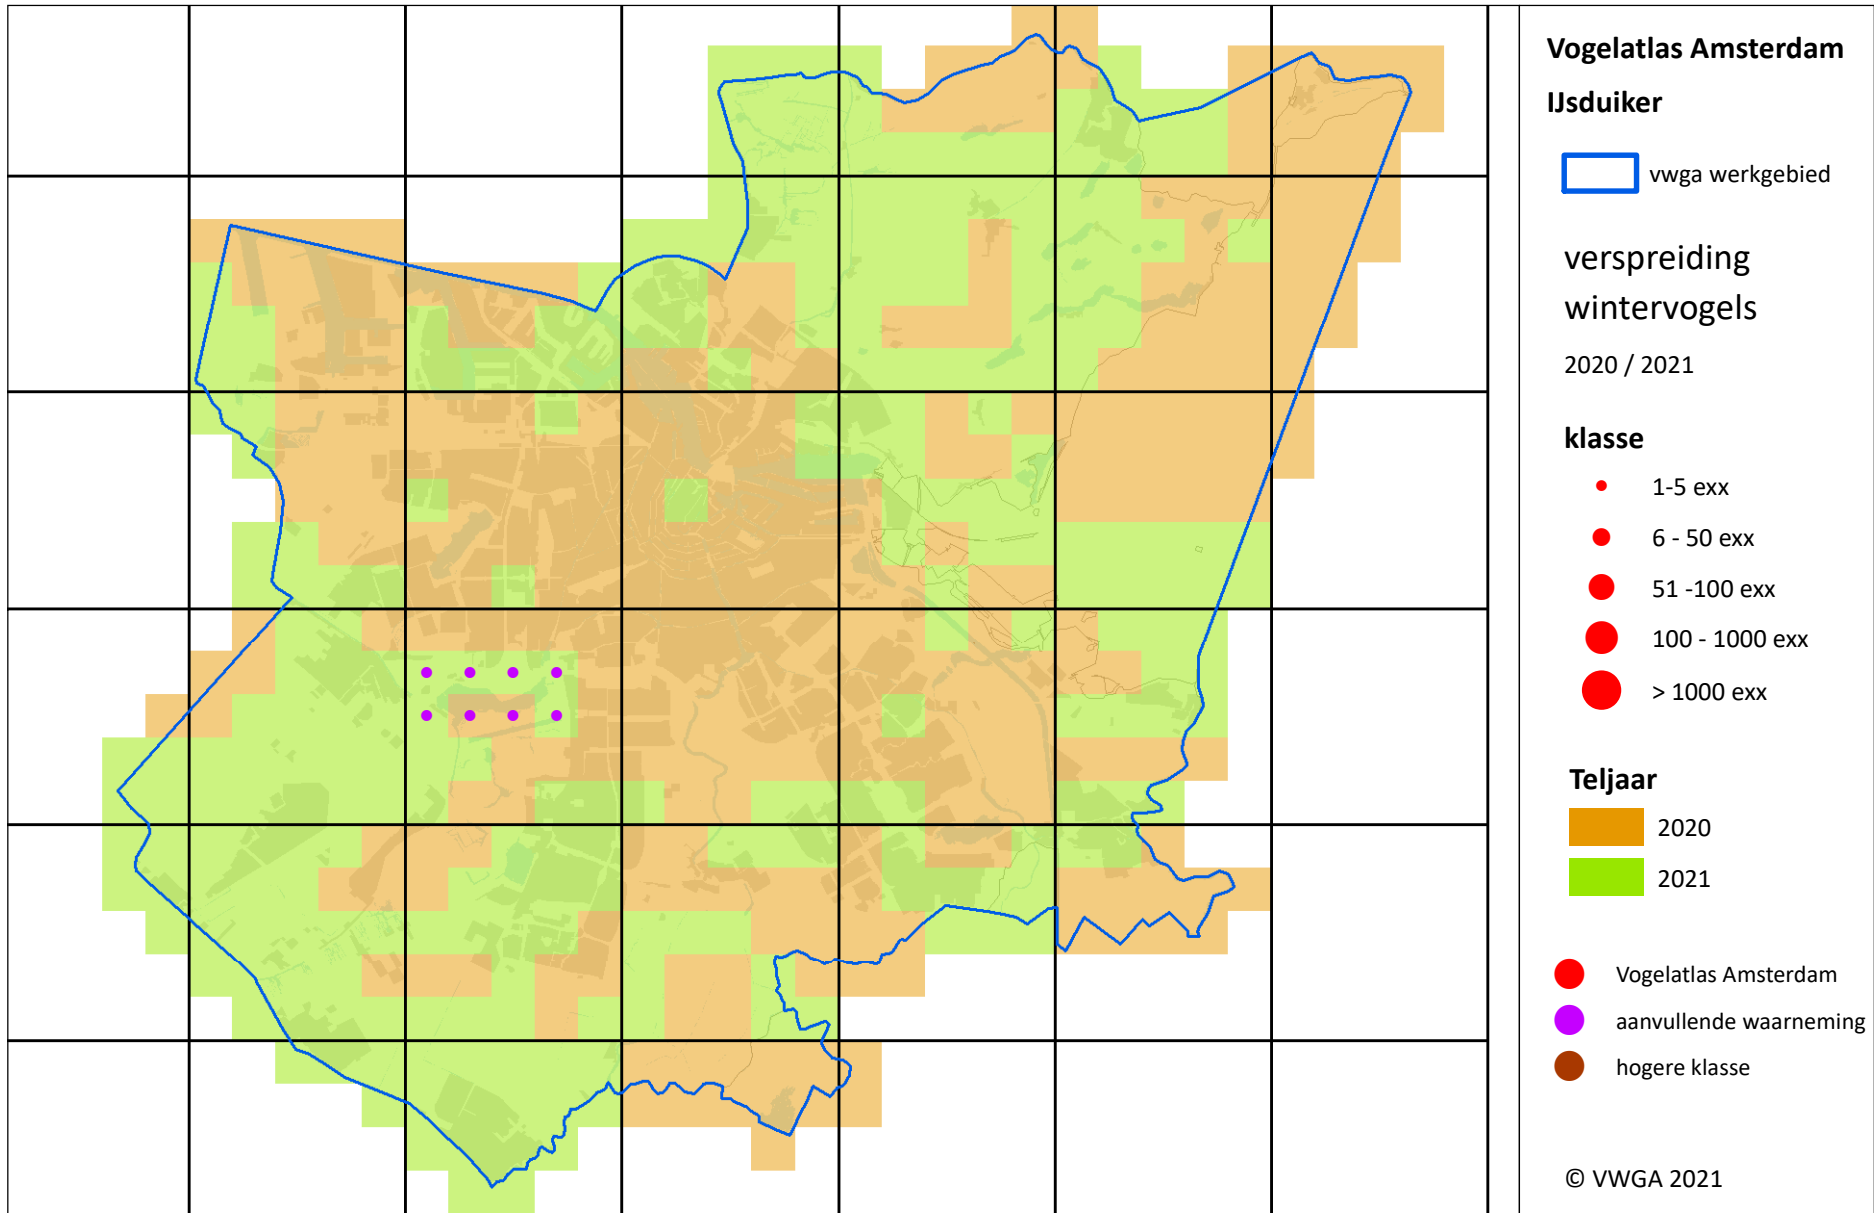 Vogelatlas Amsterdam
IJsduiker
vwga werkgebied
verspreiding
wintervogels
2020 / 2021
klasse
1-5 exx
6 - 50 exx
51 -100 exx
100 - 1000 exx
> 1000 exx
Teljaar
2020
2021
Vogelatlas Amsterdam
aanvullende waarneming
hogere klasse
© VWGA 2021